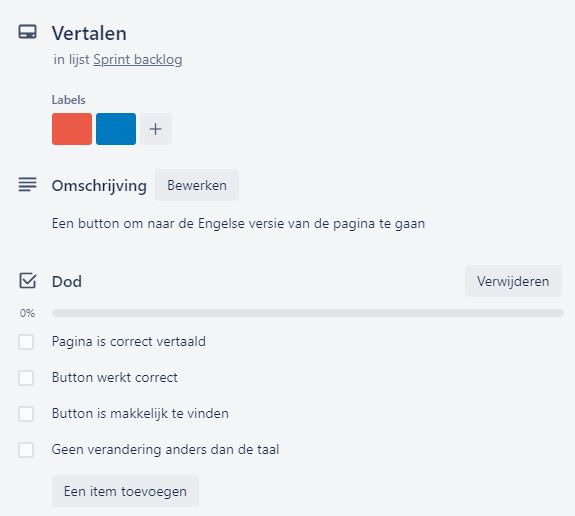 Vertalen
in lijst Sprint backlog
Labels
+
Omschrijving Bewerken
Een button om naar de Engelse versie van de pagina te gaan
Dod Verwijderen
0%
Pagina is correct vertaald
Button werkt correct
Button is makkelijk te vinden
Geen verandering anders dan de taal
Een item toevoegen